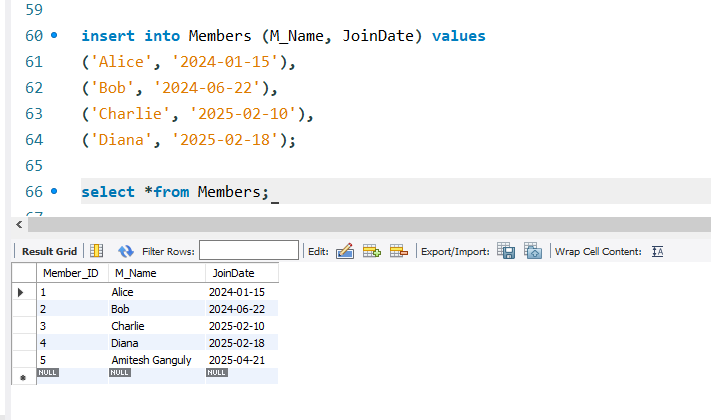 59
60 insert into Members (M_Name, JoinDate) values
61 ('Alice', '2024-01-15'),
62 ('Bob', '2024-06-22'),
63 ('Charlie', '2025-02-10'),
64 ('Diana', '2025-02-18');
65
66 select *from Members;
67
Result Grid Filter Rows: Edit: Export/Import: Wrap Cell Content: IA
Member_ID M_Name JoinDate
1 Alice 2024-01-15
2 Bob 2024-06-22
3 Charlie 2025-02-10
4 Diana 2025-02-18
5 Amitesh Ganguly 2025-04-21
NULL NULL NULL